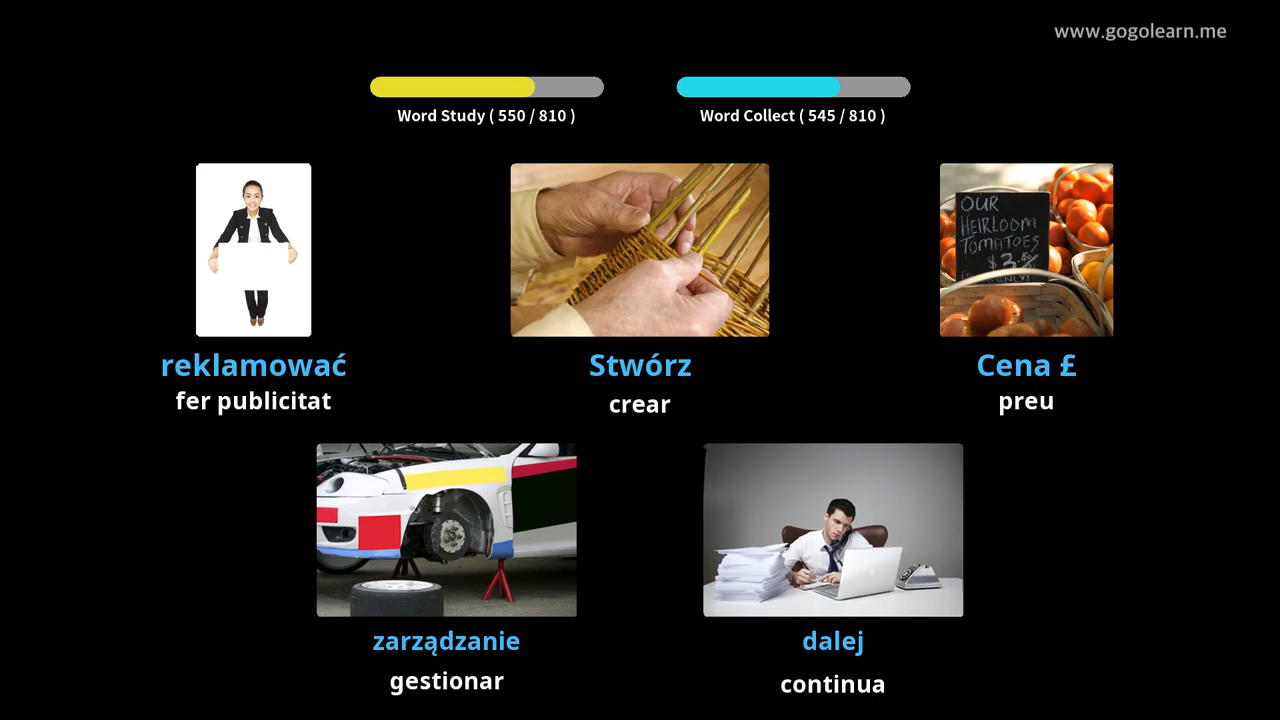 www.gogolearn.me
Word Study ( 550 / 810 )
Word Collect ( 545 / 810 )
OUR
HEIRLOOM
TOMATOES
reklamować
fer publicitat
Stwórz
crear
Cena £
preu
zarządzanie
gestionar
dalej
continua